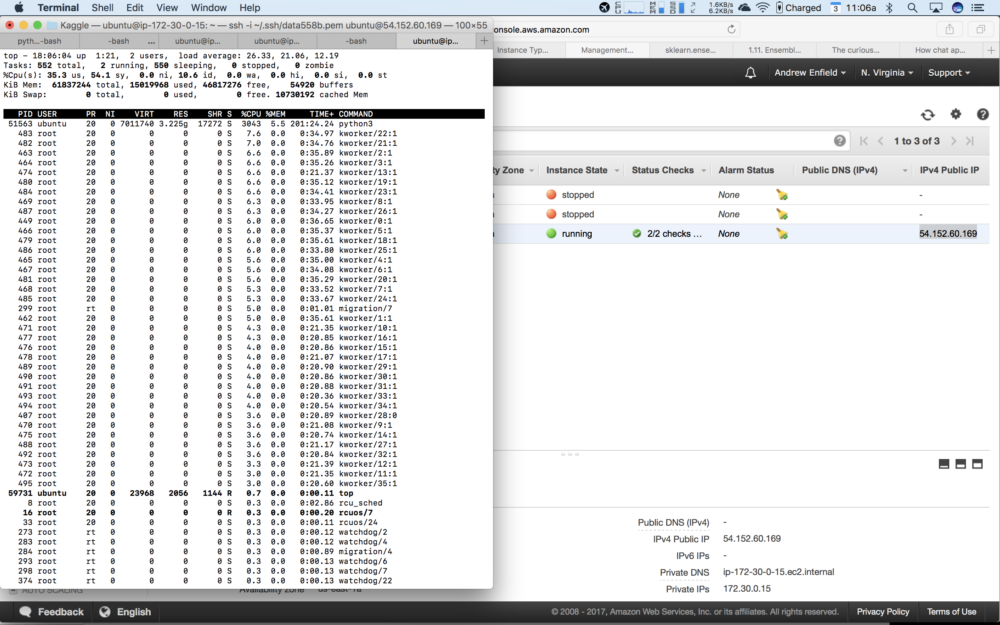 Terminal Shell Edit View Window Help
CPU MEM SSD 1.6KB/s 6.2KB/s Charged 3 11:06a
Kaggle — ubuntu@ip-172-30-0-15: ~ — ssh -i ~/.ssh/data558b.pem ubuntu@54.152.60.169 — 100×55
pyth...-bash -bash ... ubuntu@ip... ubuntu@ip... -bash ubuntu@ip... +
top - 18:06:04 up  1:21,  2 users,  load average: 26.33, 21.06, 12.19
Tasks: 552 total,   2 running, 550 sleeping,   0 stopped,   0 zombie
%Cpu(s): 35.3 us, 54.1 sy,  0.0 ni, 10.6 id,  0.0 wa,  0.0 hi,  0.0 si,  0.0 st
KiB Mem:  61837244 total, 15019968 used, 46817276 free,    54920 buffers
KiB Swap:        0 total,        0 used,        0 free. 10730192 cached Mem
PID USER PR NI VIRT RES SHR S %CPU %MEM TIME+ COMMAND
51563 ubuntu 20 0 7011740 3.225g 17272 S 3043 5.5 201:24.24 python3
483 root 20 0 0 0 0 S 7.6 0.0 0:34.97 kworker/22:1
482 root 20 0 0 0 0 S 7.0 0.0 0:34.76 kworker/21:1
463 root 20 0 0 0 0 S 6.6 0.0 0:35.89 kworker/2:1
464 root 20 0 0 0 0 S 6.6 0.0 0:35.26 kworker/3:1
474 root 20 0 0 0 0 S 6.6 0.0 0:21.37 kworker/13:1
480 root 20 0 0 0 0 S 6.6 0.0 0:35.12 kworker/19:1
484 root 20 0 0 0 0 S 6.6 0.0 0:34.41 kworker/23:1
469 root 20 0 0 0 0 S 6.3 0.0 0:33.95 kworker/8:1
487 root 20 0 0 0 0 S 6.3 0.0 0:34.27 kworker/26:1
449 root 20 0 0 0 0 S 6.0 0.0 0:36.65 kworker/0:1
466 root 20 0 0 0 0 S 6.0 0.0 0:35.37 kworker/5:1
479 root 20 0 0 0 0 S 6.0 0.0 0:35.61 kworker/18:1
486 root 20 0 0 0 0 S 6.0 0.0 0:33.80 kworker/25:1
465 root 20 0 0 0 0 S 5.6 0.0 0:35.00 kworker/4:1
467 root 20 0 0 0 0 S 5.6 0.0 0:34.08 kworker/6:1
481 root 20 0 0 0 0 S 5.6 0.0 0:35.29 kworker/20:1
468 root 20 0 0 0 0 S 5.3 0.0 0:33.52 kworker/7:1
485 root 20 0 0 0 0 S 5.3 0.0 0:33.67 kworker/24:1
299 root rt 0 0 0 0 S 5.0 0.0 0:01.01 migration/7
462 root 20 0 0 0 0 S 5.0 0.0 0:35.61 kworker/1:1
471 root 20 0 0 0 0 S 4.3 0.0 0:21.35 kworker/10:1
477 root 20 0 0 0 0 S 4.3 0.0 0:20.85 kworker/16:1
476 root 20 0 0 0 0 S 4.0 0.0 0:20.86 kworker/15:1
478 root 20 0 0 0 0 S 4.0 0.0 0:21.07 kworker/17:1
489 root 20 0 0 0 0 S 4.0 0.0 0:20.90 kworker/29:1
490 root 20 0 0 0 0 S 4.0 0.0 0:20.86 kworker/30:1
491 root 20 0 0 0 0 S 4.0 0.0 0:20.88 kworker/31:1
493 root 20 0 0 0 0 S 4.0 0.0 0:20.36 kworker/33:1
494 root 20 0 0 0 0 S 4.0 0.0 0:20.54 kworker/34:1
407 root 20 0 0 0 0 S 3.6 0.0 0:20.89 kworker/28:0
470 root 20 0 0 0 0 S 3.6 0.0 0:21.08 kworker/9:1
475 root 20 0 0 0 0 S 3.6 0.0 0:20.74 kworker/14:1
488 root 20 0 0 0 0 S 3.6 0.0 0:21.17 kworker/27:1
492 root 20 0 0 0 0 S 3.6 0.0 0:20.84 kworker/32:1
473 root 20 0 0 0 0 S 3.3 0.0 0:21.39 kworker/12:1
472 root 20 0 0 0 0 S 3.0 0.0 0:21.35 kworker/11:1
495 root 20 0 0 0 0 S 3.0 0.0 0:20.60 kworker/35:1
59731 ubuntu 20 0 23968 2056 1144 R 0.7 0.0 0:00.11 top
8 root 20 0 0 0 0 S 0.3 0.0 0:02.86 rcu_sched
16 root 20 0 0 0 0 R 0.3 0.0 0:00.20 rcuos/7
33 root 20 0 0 0 0 S 0.3 0.0 0:00.11 rcuos/24
273 root rt 0 0 0 0 S 0.3 0.0 0:00.12 watchdog/2
283 root rt 0 0 0 0 S 0.3 0.0 0:00.12 watchdog/4
284 root rt 0 0 0 0 S 0.3 0.0 0:00.89 migration/4
293 root rt 0 0 0 0 S 0.3 0.0 0:00.13 watchdog/6
298 root rt 0 0 0 0 S 0.3 0.0 0:00.13 watchdog/7
374 root rt 0 0 0 0 S 0.3 0.0 0:00.13 watchdog/22
onsole.aws.amazon.com
Instance Typ... Management... sklearn.ense... 1.11. Ensembl... The curious... How chat ap... +
Andrew Enfield N. Virginia Support
1 to 3 of 3
ty Zone Instance State Status Checks Alarm Status Public DNS (IPv4) IPv4 Public IP
stopped None -
stopped None -
running 2/2 checks ... None 54.152.60.169
Public DNS (IPv4) -
IPv4 Public IP 54.152.60.169
IPv6 IPs -
Private DNS ip-172-30-0-15.ec2.internal
Private IPs 172.30.0.15
AUTO SCALING Availability zone us-east-1a
Feedback English © 2008 - 2017, Amazon Web Services, Inc. or its affiliates. All rights reserved. Privacy Policy Terms of Use